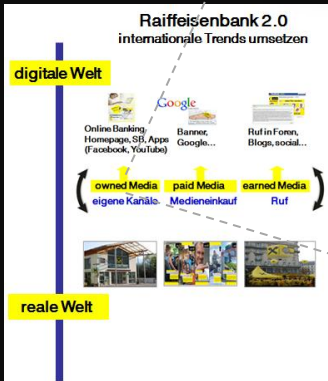 Raiffeisenbank 2.0
internationale Trends umsetzen
digitale Welt
Google
Online Banking
Homepage, SB, Apps
(Facebook, YouTube)
Banner,
Google...
Ruf in Foren,
Blogs, social...
owned Media
paid Media
earned Media
eigene Kanäle
Medieneinkauf
Ruf
reale Welt